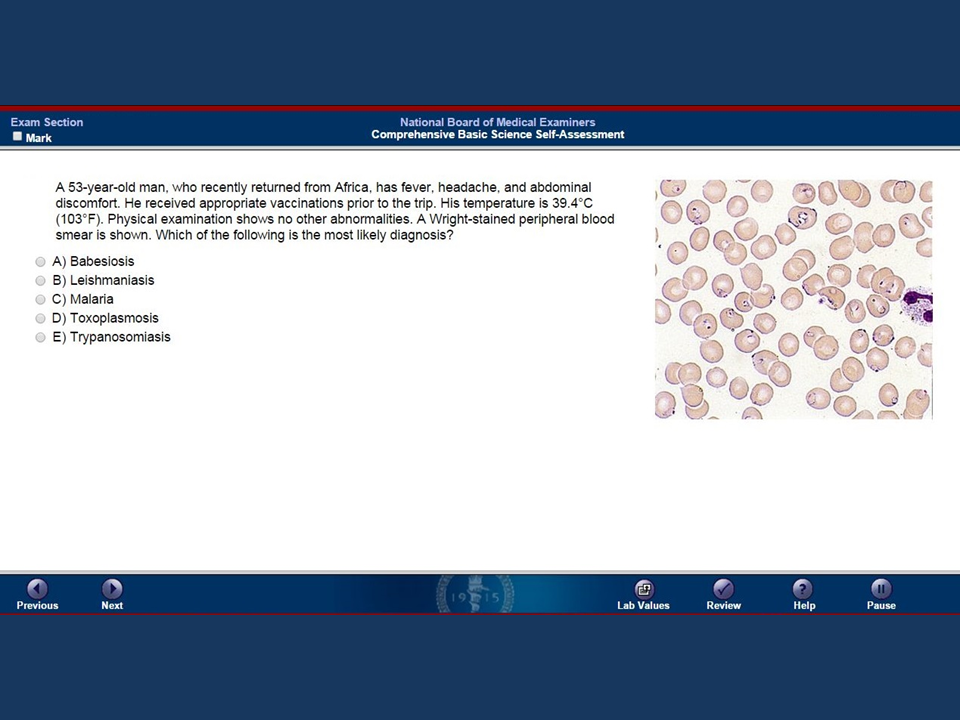 Exam Section
Mark
National Board of Medical Examiners
Comprehensive Basic Science Self-Assessment
A 53-year-old man, who recently returned from Africa, has fever, headache, and abdominal
discomfort. He received appropriate vaccinations prior to the trip. His temperature is 39.4°C
(103°F). Physical examination shows no other abnormalities. A Wright-stained peripheral blood
smear is shown. Which of the following is the most likely diagnosis?
A) Babesiosis
B) Leishmaniasis
C) Malaria
D) Toxoplasmosis
E) Trypanosomiasis
Previous
Next
1915
Lab Values
Review
?
Help
Pause